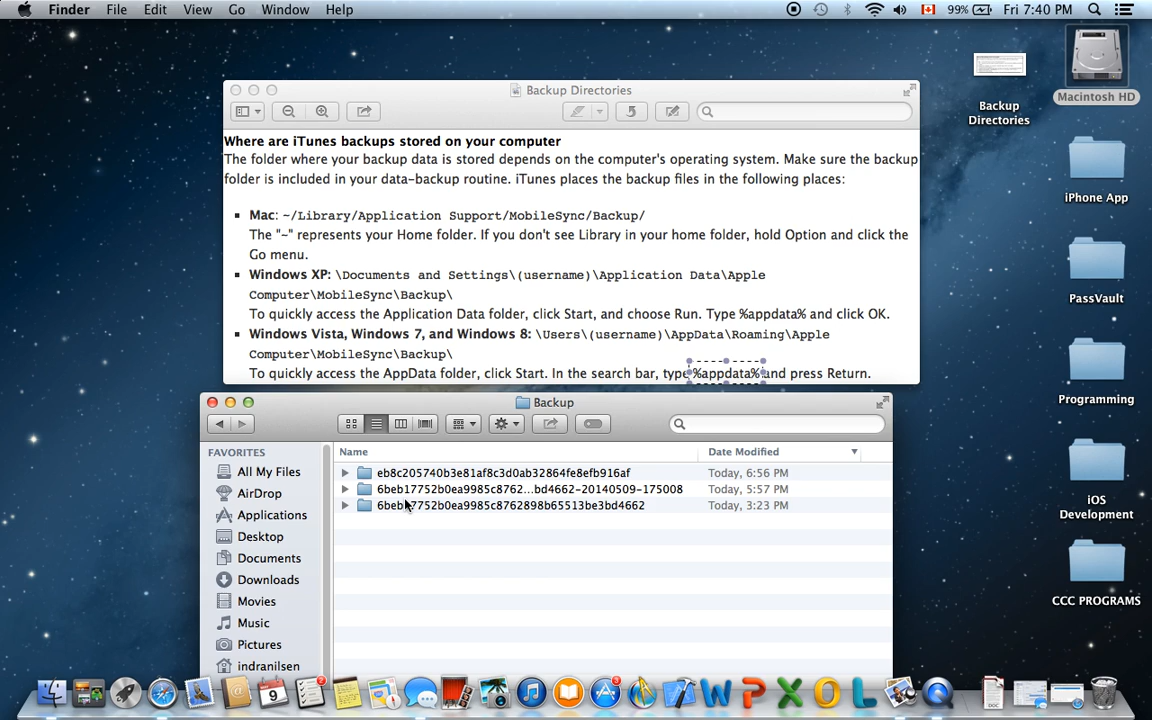 Finder File Edit View Go Window Help 99% Fri 7:40 PM
Backup Directories
Where are iTunes backups stored on your computer
The folder where your backup data is stored depends on the computer's operating system. Make sure the backup
folder is included in your data-backup routine. iTunes places the backup files in the following places:
Mac: ~/Library/Application Support/MobileSync/Backup/
The "~" represents your Home folder. If you don't see Library in your home folder, hold Option and click the
Go menu.
Windows XP: \Documents and Settings\(username)\Application Data\Apple
Computer\MobileSync\Backup\
To quickly access the Application Data folder, click Start, and choose Run. Type %appdata% and click OK.
Windows Vista, Windows 7, and Windows 8: \Users\(username)\AppData\Roaming\Apple
Computer\MobileSync\Backup\
To quickly access the AppData folder, click Start. In the search bar, type %appdata% and press Return.
Backup
FAVORITES
All My Files
AirDrop
Applications
Desktop
Documents
Downloads
Movies
Music
Pictures
indranilsen
Name Date Modified
eb8c205740b3e81af8c3d0ab32864fe8efb916af Today, 6:56 PM
6beb17752b0ea9985c8762...bd4662-20140509-175008 Today, 5:57 PM
6beb17752b0ea9985c8762898b65513be3bd4662 Today, 3:23 PM
Backup
Directories
Macintosh HD
iPhone App
PassVault
Programming
iOS
Development
CCC PROGRAMS